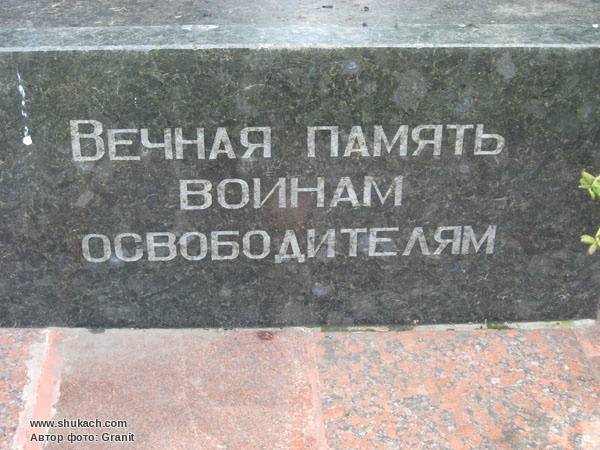 Вечная память
воинам
освободителям
www.shukach.com
Автор фото: Granit